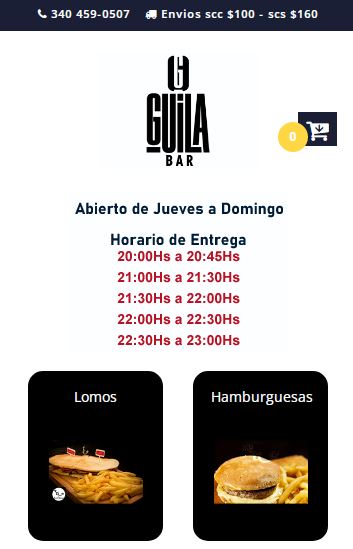 340 459-0507 Envios scc $100 - scs $160
GUiLA
BAR
0
Abierto de Jueves a Domingo
Horario de Entrega
20:00Hs a 20:45Hs
21:00Hs a 21:30Hs
21:30Hs a 22:00Hs
22:00Hs a 22:30Hs
22:30Hs a 23:00Hs
Lomos
Hamburguesas